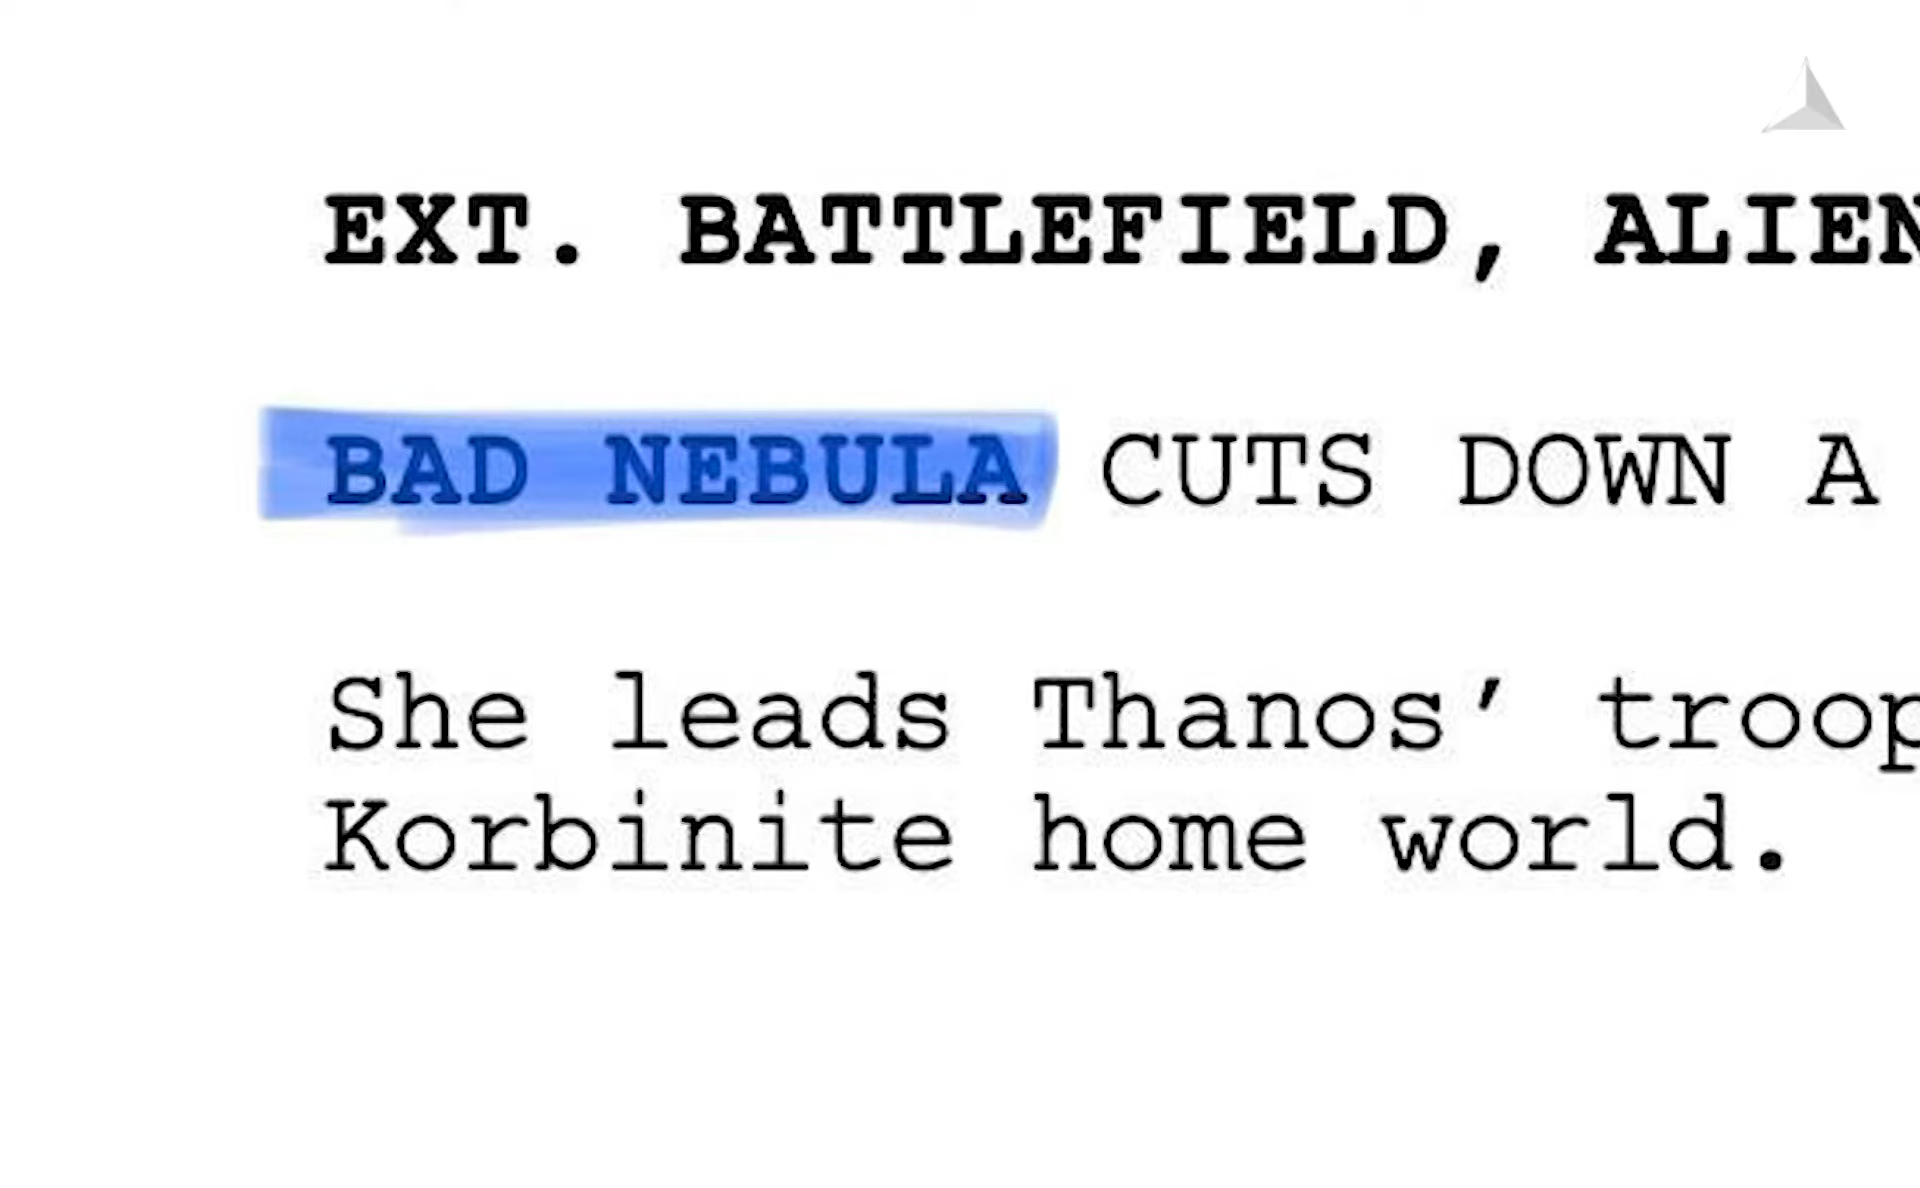 EXT. BATTLEFIELD, ALIEN
BAD NEBULA CUTS DOWN A
She leads Thanos’ troop
Korbinite home world.